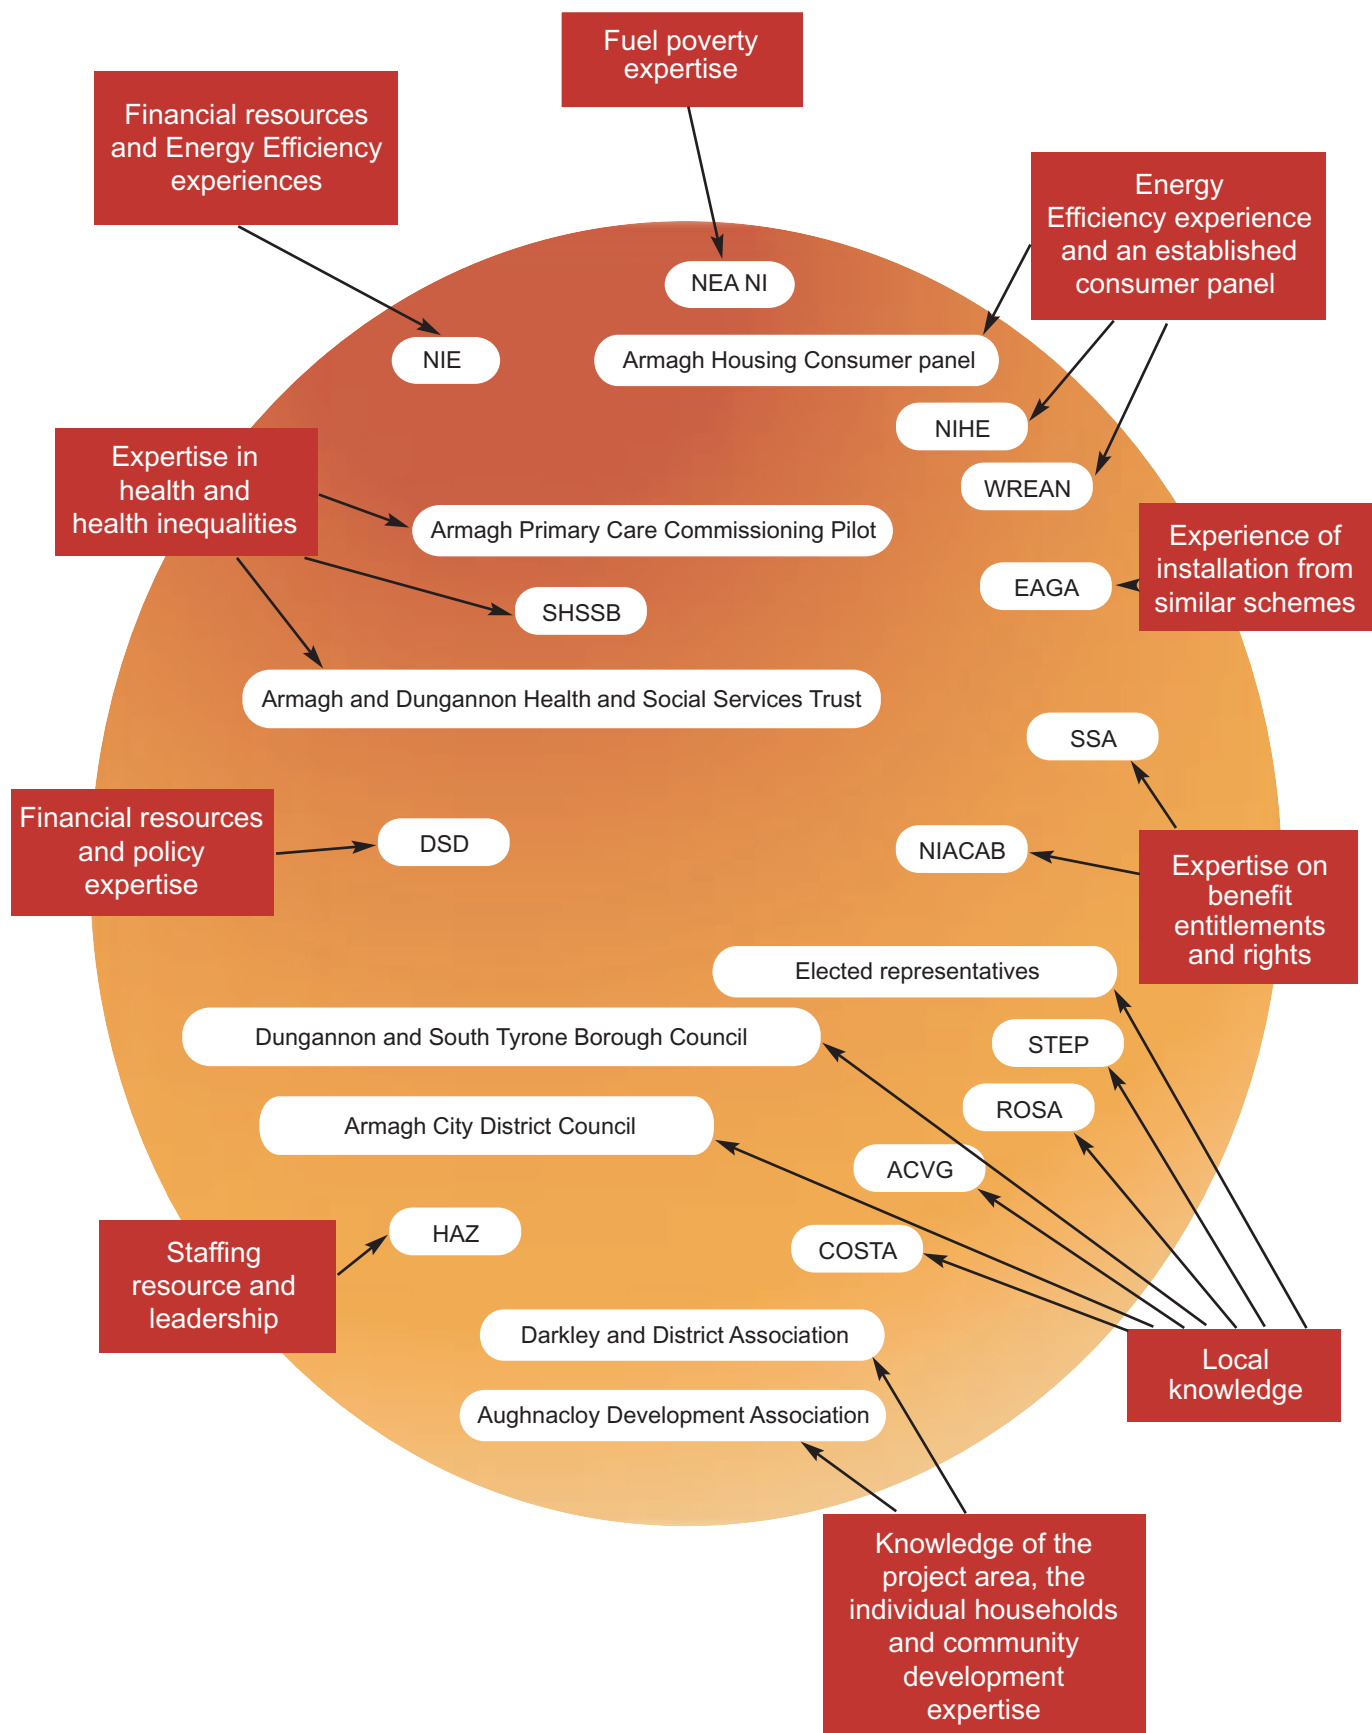 Fuel poverty
expertise
Financial resources
and Energy Efficiency
experiences
Energy
Efficiency experience
and an established
consumer panel
NEA NI
NIE
Armagh Housing Consumer panel
NIHE
WREAN
Expertise in
health and
health inequalities
Armagh Primary Care Commissioning Pilot
Experience of
installation from
similar schemes
EAGA
SHSSB
Armagh and Dungannon Health and Social Services Trust
SSA
Financial resources
and policy
expertise
DSD
NIACAB
Expertise on
benefit
entitlements
and rights
Elected representatives
Dungannon and South Tyrone Borough Council
STEP
ROSA
Armagh City District Council
ACVG
HAZ
COSTA
Staffing
resource and
leadership
Darkley and District Association
Local
knowledge
Aughnacloy Development Association
Knowledge of the
project area, the
individual households
and community
development
expertise